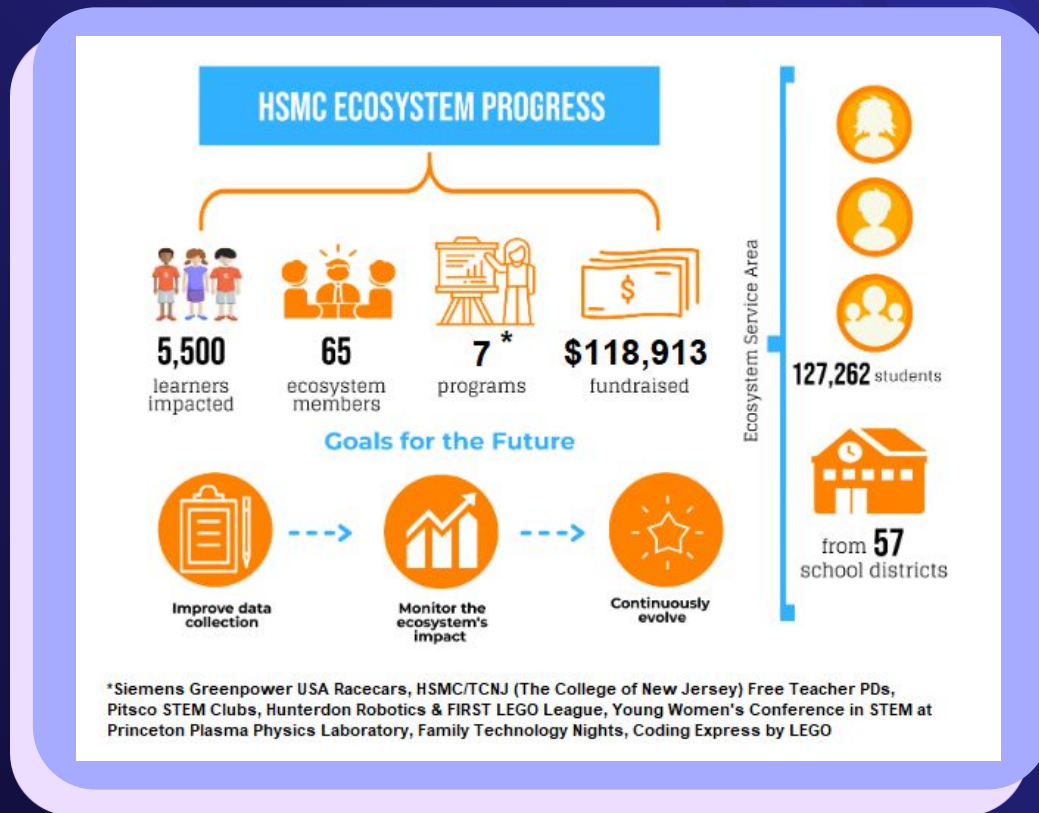 HSMC ECOSYSTEM PROGRESS
5,500
learners
impacted
65
ecosystem
members
7 *
programs
$118,913
fundraised
Goals for the Future
Improve data
collection
Monitor the
ecosystem's
impact
Continuously
evolve
Ecosystem Service Area
127,262 students
from 57
school districts
*Siemens Greenpower USA Racecars, HSMC/TCNJ (The College of New Jersey) Free Teacher PDs,
Pitsco STEM Clubs, Hunterdon Robotics & FIRST LEGO League, Young Women's Conference in STEM at
Princeton Plasma Physics Laboratory, Family Technology Nights, Coding Express by LEGO